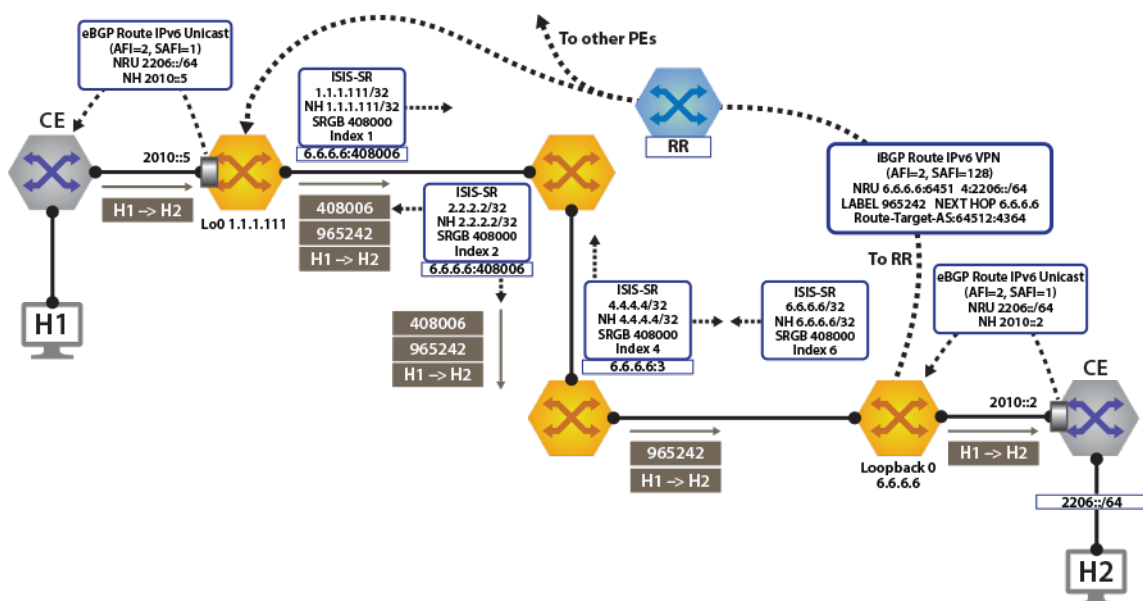 eBGP Route IPv6 Unicast
(AFI=2, SAFI=1)
NRU 2206::/64
NH 2010::5
To other PEs
ISIS-SR
1.1.1.111/32
NH 1.1.1.111/32
SRGB 408000
Index 1
6.6.6.6:408006
CE
RR
2010::5
H1 -> H2
Lo0 1.1.1.111
408006
965242
H1 -> H2
ISIS-SR
2.2.2.2/32
NH 2.2.2.2/32
SRGB 408000
Index 2
6.6.6.6:408006
iBGP Route IPv6 VPN
(AFI=2, SAFI=128)
NRU 6.6.6.6:6451 4:2206::/64
LABEL 965242 NEXT HOP 6.6.6.6
Route-Target-AS:64512:4364
To RR
H1
408006
965242
H1 -> H2
ISIS-SR
4.4.4.4/32
NH 4.4.4.4/32
SRGB 408000
Index 4
6.6.6.6:3
ISIS-SR
6.6.6.6/32
NH 6.6.6.6/32
SRGB 408000
Index 6
eBGP Route IPv6 Unicast
(AFI=2, SAFI=1)
NRU 2206::/64
NH 2010::2
CE
2010::2
965242
H1 -> H2
Loopback 0
6.6.6.6
H1 -> H2
2206::/64
H2